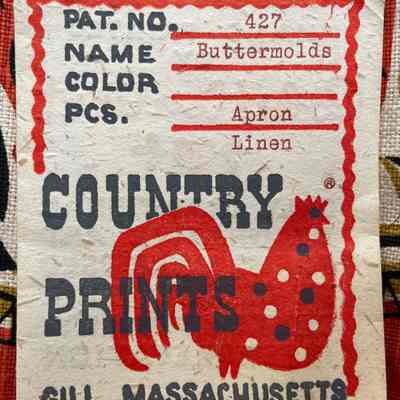 PAT. NO. 427
NAME Buttermolds
COLOR
PCS. Apron
Linen
COUNTRY ®
PRINTS
GILL MASSACHUSETTS